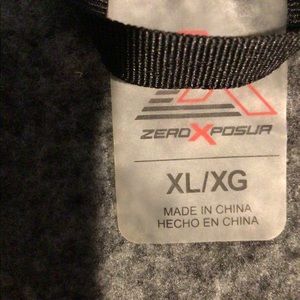 ZEROXPOSUR
XL/XG
MADE IN CHINA
HECHO EN CHINA